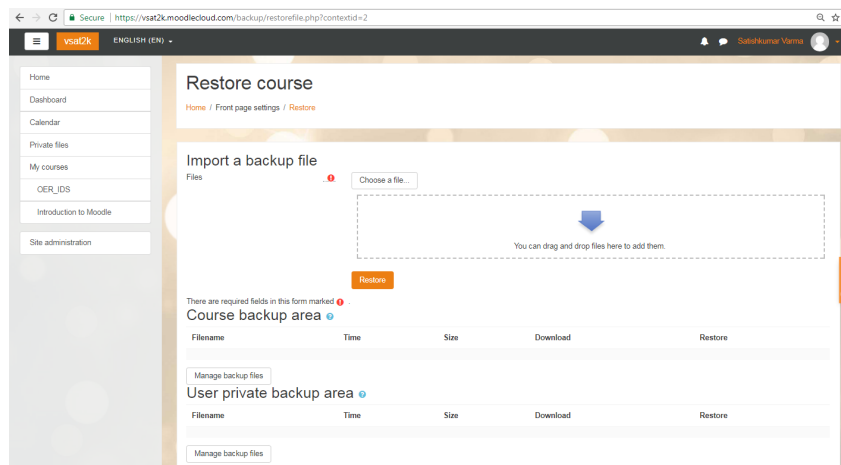 Secure | https://vsat2k.moodlecloud.com/backup/restorefile.php?contextid=2
vsat2k ENGLISH (EN) Satishkumar Varma
Home
Dashboard
Calendar
Private files
My courses
OER_IDS
Introduction to Moodle
Site administration
Restore course
Home / Front page settings / Restore
Import a backup file
Files Choose a file...
You can drag and drop files here to add them.
Restore
There are required fields in this form marked .
Course backup area
Filename Time Size Download Restore
Manage backup files
User private backup area
Filename Time Size Download Restore
Manage backup files